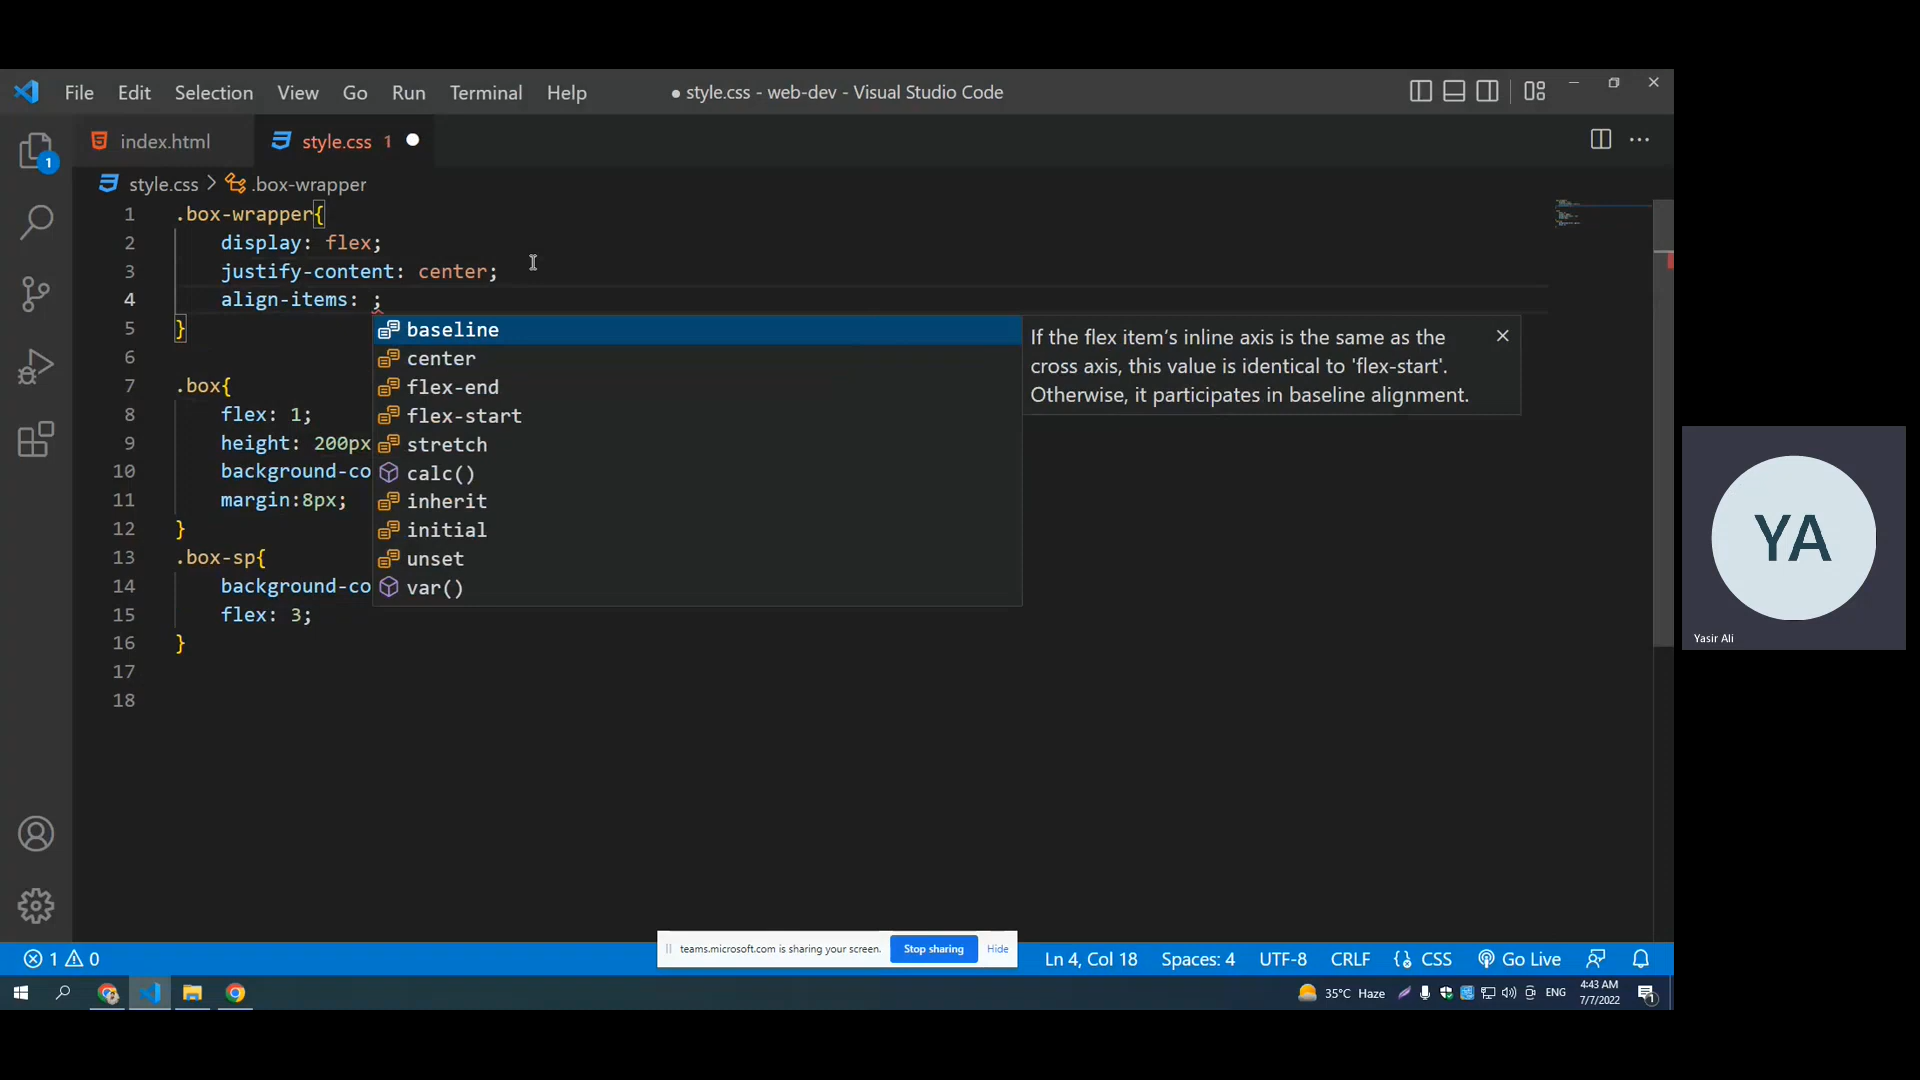 File Edit Selection View Go Run Terminal Help ● style.css - web-dev - Visual Studio Code
1
index.html style.css 1
style.css > .box-wrapper
1 .box-wrapper{
2 display: flex;
3 justify-content: center;
4 align-items: ;
5 }
6
7 .box{
8 flex: 1;
9 height: 200px
10 background-co
11 margin:8px;
12 }
13 .box-sp{
14 background-co
15 flex: 3;
16 }
17
18
baseline
center
flex-end
flex-start
stretch
calc()
inherit
initial
unset
var()
If the flex item’s inline axis is the same as the
cross axis, this value is identical to 'flex-start'.
Otherwise, it participates in baseline alignment.
YA
Yasir Ali
teams.microsoft.com is sharing your screen. Stop sharing Hide
1 0 Ln 4, Col 18 Spaces: 4 UTF-8 CRLF CSS Go Live
35°C Haze ENG 4:43 AM
7/7/2022
1